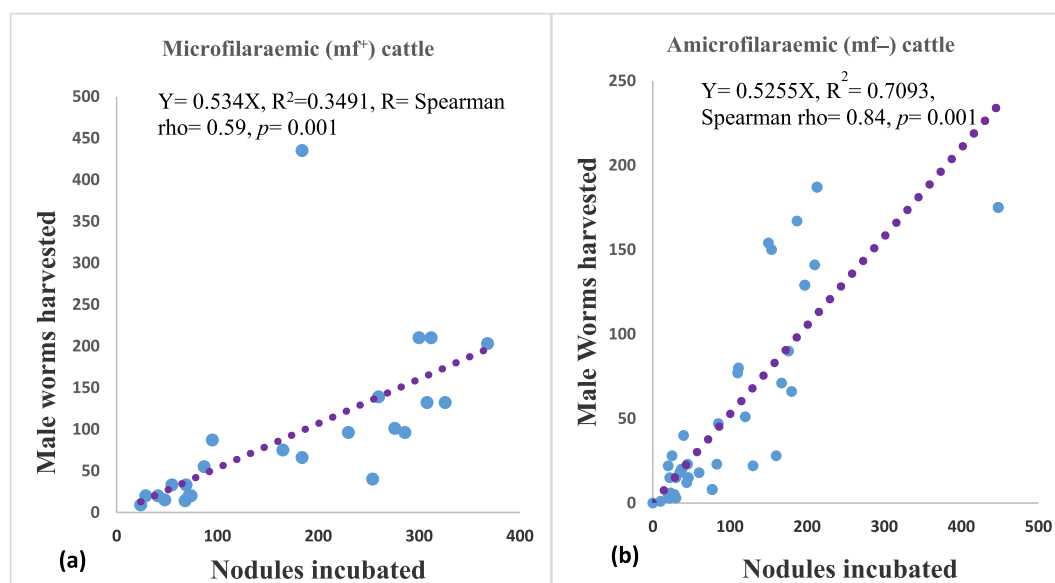 Microfilaraemic (mf+) cattle
Y= 0.534X, R2=0.3491, R= Spearman
rho= 0.59, p= 0.001
Male worms harvested
500
450
400
350
300
250
200
150
100
50
0
0 100 200 300 400
(a)
Nodules incubated
Amicrofilaraemic (mf–) cattle
Y= 0.5255X, R2= 0.7093,
Spearman rho= 0.84, p= 0.001
Male Worms harvested
250
200
150
100
50
0
0 100 200 300 400 500
(b)
Nodules incubated